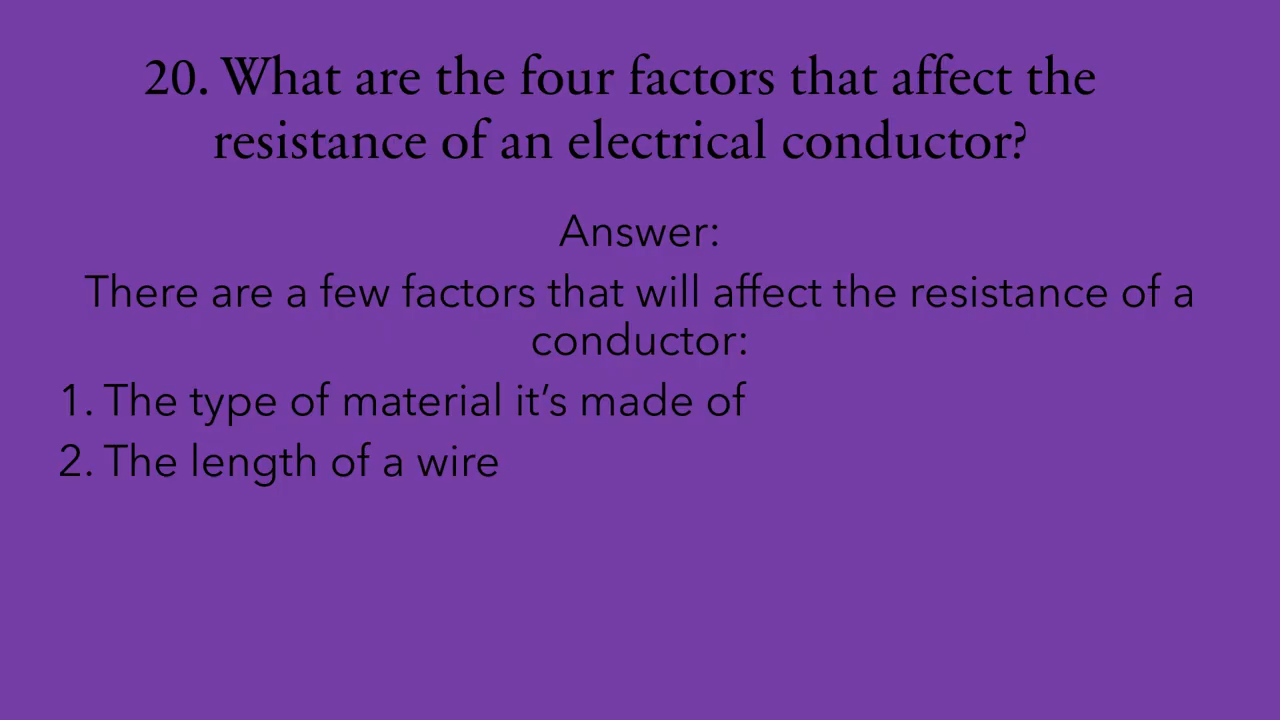 20. What are the four factors that affect the
resistance of an electrical conductor?
Answer:
There are a few factors that will affect the resistance of a
conductor:
1. The type of material it’s made of
2. The length of a wire